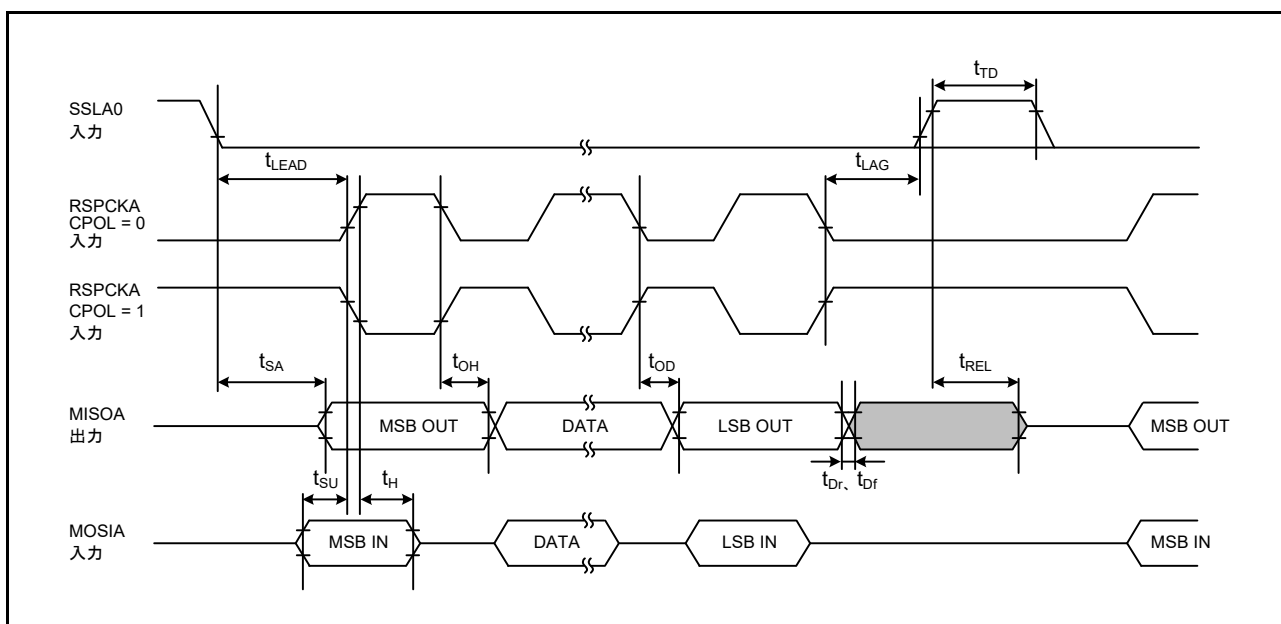 tTD
SSLA0
入力
tLEAD
tLAG
RSPCKA
CPOL = 0
入力
RSPCKA
CPOL = 1
入力
tSA
tOH
tOD
tREL
MISOA
出力
MSB OUT
DATA
LSB OUT
MSB OUT
tSU
tH
tDr、tDf
MOSIA
入力
MSB IN
DATA
LSB IN
MSB IN